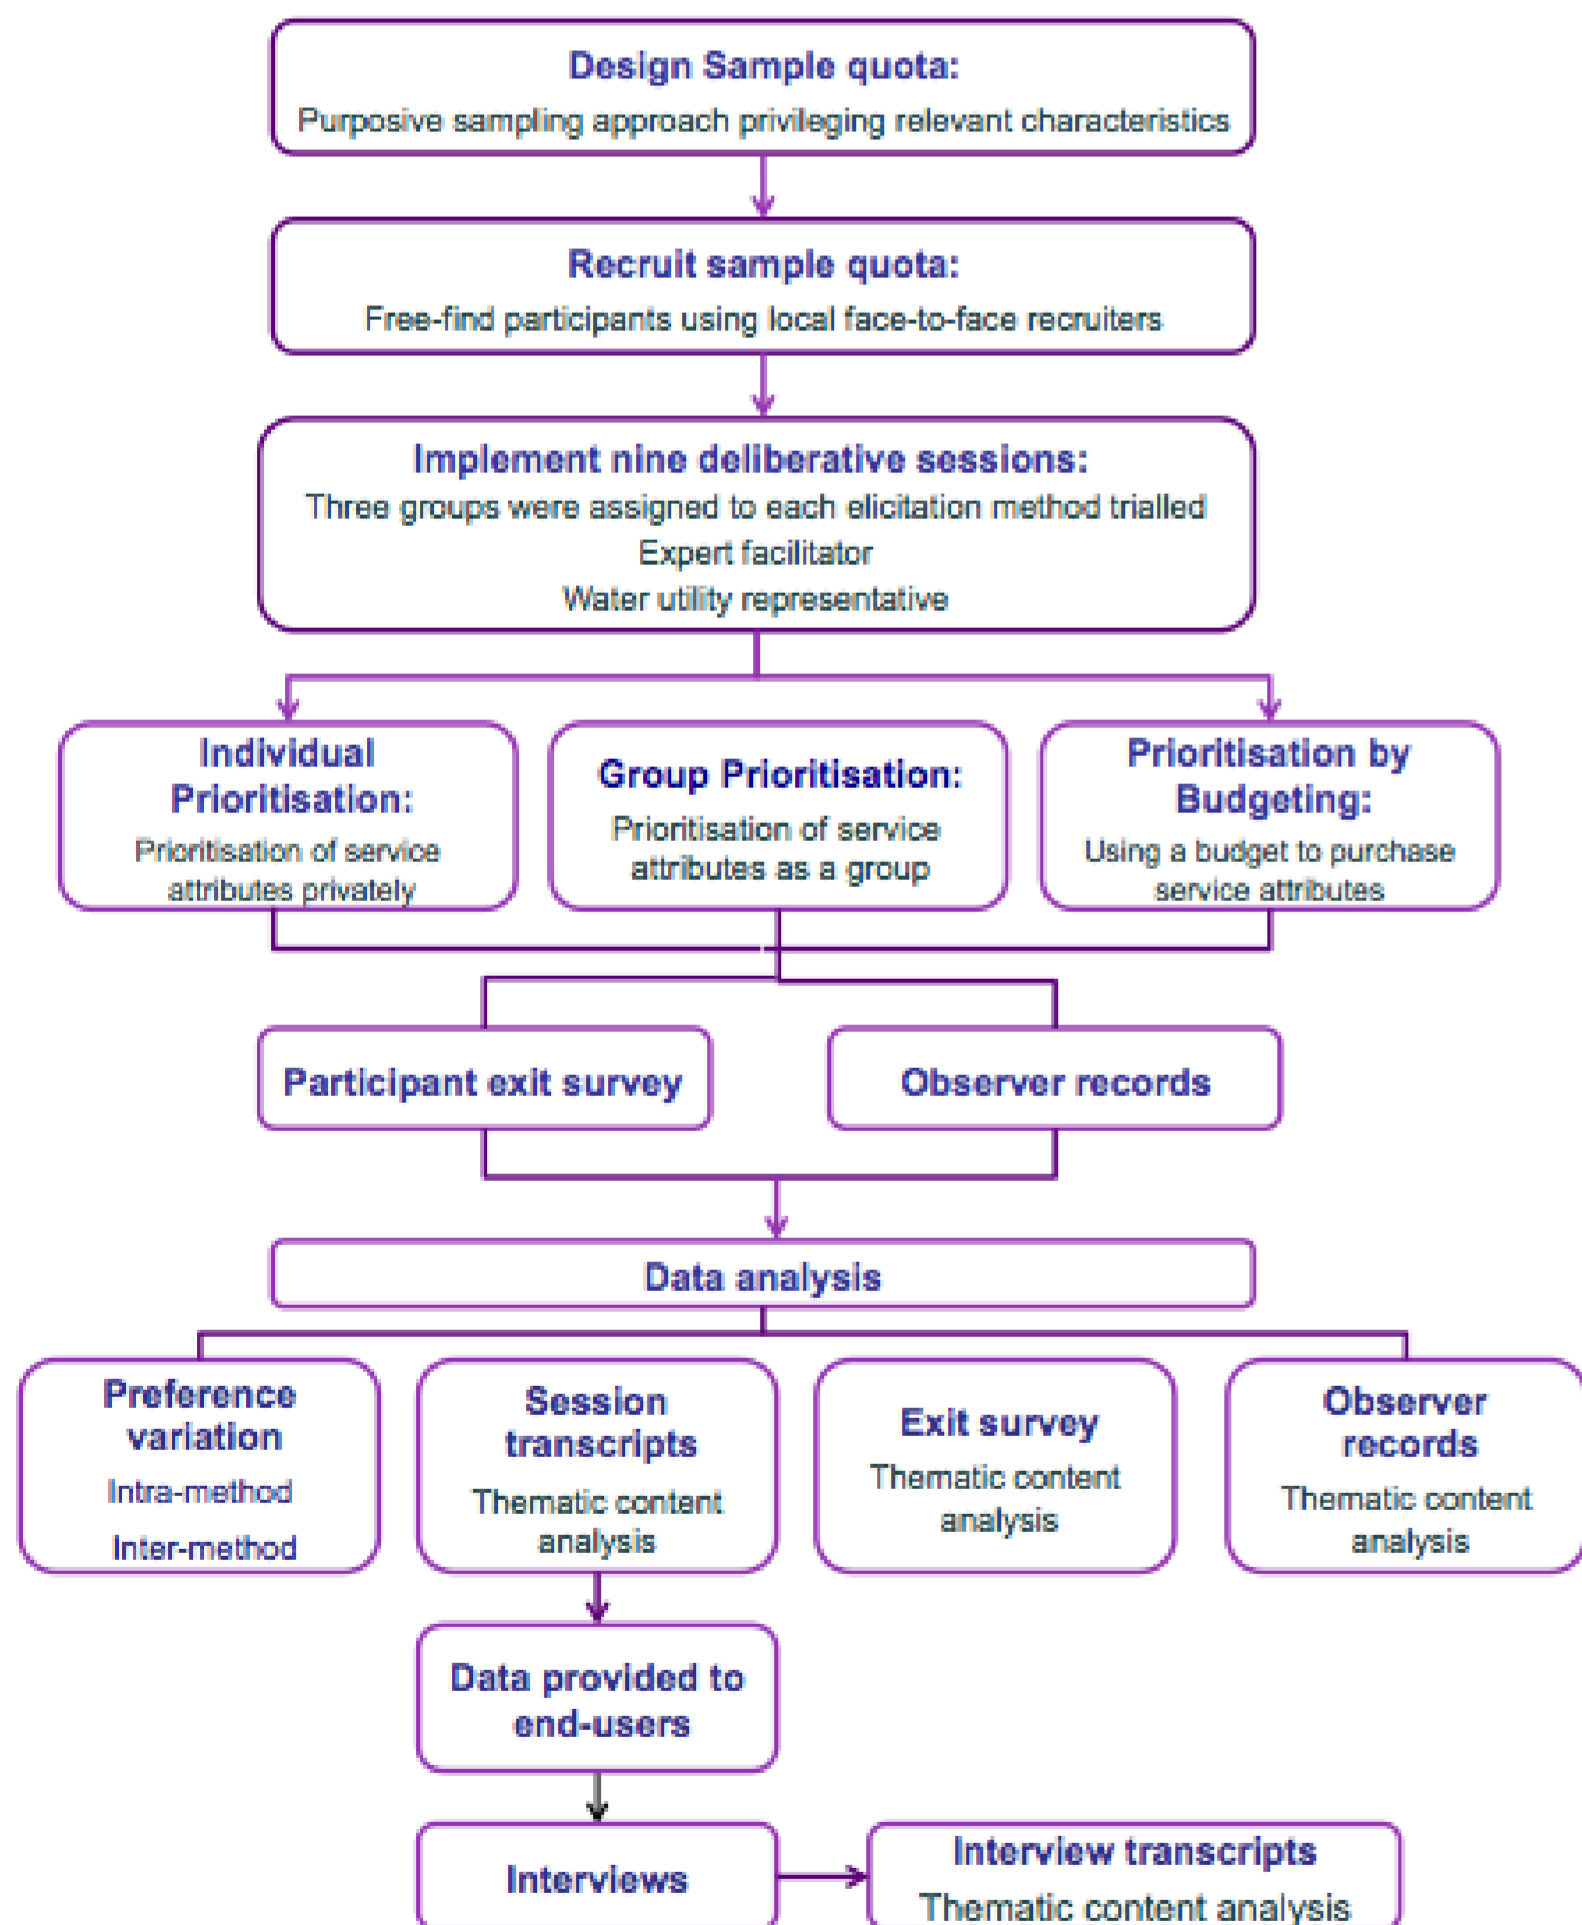 Design Sample quota:
Purposive sampling approach privileging relevant characteristics
Recruit sample quota:
Free-find participants using local face-to-face recruiters
Implement nine deliberative sessions:
Three groups were assigned to each elicitation method trialled
Expert facilitator
Water utility representative
Individual
Prioritisation:
Prioritisation of service
attributes privately
Group Prioritisation:
Prioritisation of service
attributes as a group
Prioritisation by
Budgeting:
Using a budget to purchase
service attributes
Participant exit survey
Observer records
Data analysis
Preference
variation
Intra-method
Inter-method
Session
transcripts
Thematic content
analysis
Exit survey
Thematic content
analysis
Observer
records
Thematic content
analysis
Data provided to
end-users
Interviews
Interview transcripts
Thematic content analysis